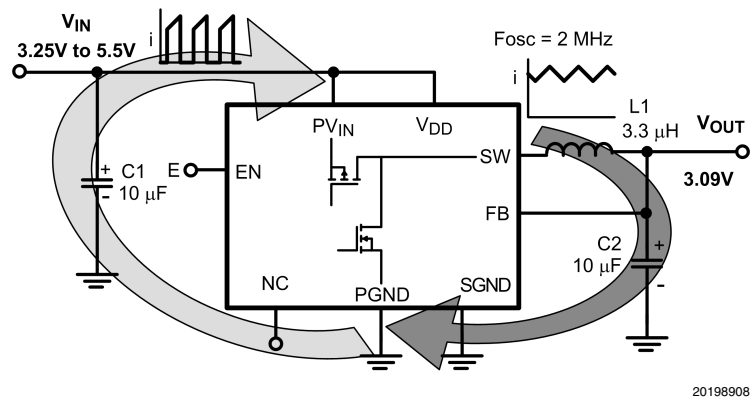 VIN
3.25V to 5.5V
i
Fosc = 2 MHz
i
L1
3.3 µH
VOUT
3.09V
PVIN
VDD
SW
E
EN
+
C1
10 µF
-
FB
C2
10 µF
+
-
NC
PGND
SGND
20198908